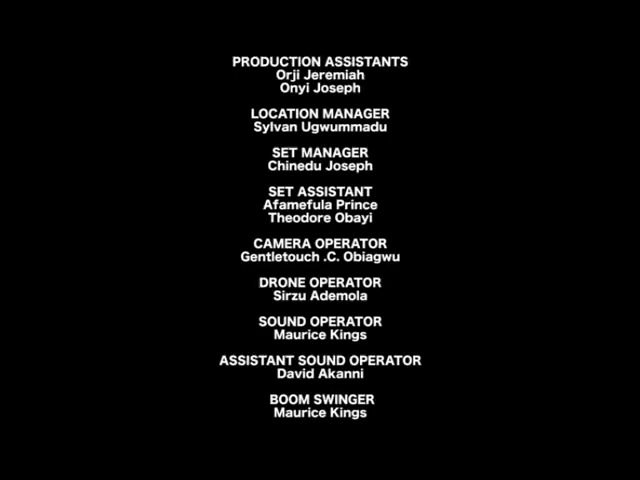 PRODUCTION ASSISTANTS
Orji Jeremiah
Onyi Joseph
LOCATION MANAGER
Sylvan Ugwummadu
SET MANAGER
Chinedu Joseph
SET ASSISTANT
Afamefula Prince
Theodore Obayi
CAMERA OPERATOR
Gentletouch .C. Obiagwu
DRONE OPERATOR
Sirzu Ademola
SOUND OPERATOR
Maurice Kings
ASSISTANT SOUND OPERATOR
David Akanni
BOOM SWINGER
Maurice Kings